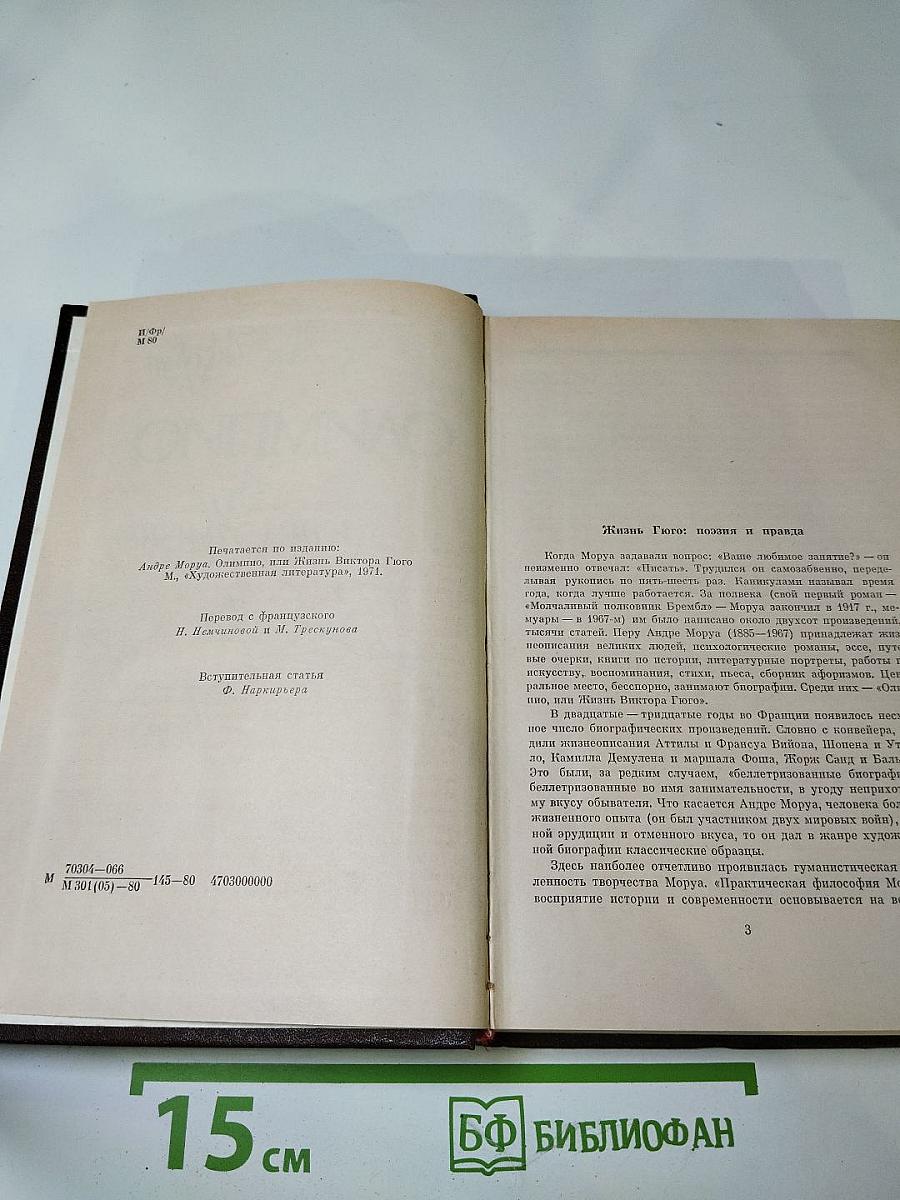 И/Фр/
М 80
Печатается по изданию:
Андре Моруа. Олимпио, или Жизнь Виктора Гюго
М., «Художественная литература», 1971.
Перевод с французского
Н. Немчиновой и М. Трескунова
Вступительная статья
Ф. Наркирьера
М 70304—066
М 301(05)—80 —145—80 4703000000
Жизнь Гюго: поэзия и правда
Когда Моруа задавали вопрос: «Ваше любимое занятие?» — он
неизменно отвечал: «Писать». Трудился он самозабвенно, переде-
лывая рукопись по пять-шесть раз. Каникулами называл время
года, когда лучше работается. За полвека (свой первый роман —
«Молчаливый полковник Брембл» — Моруа закончил в 1917 г., ме-
муары — в 1967-м) им было написано около двухсот произведений,
тысячи статей. Перу Андре Моруа (1885—1967) принадлежат жиз
неописания великих людей, психологические романы, эссе, путе
вые очерки, книги по истории, литературные портреты, работы п
искусству, воспоминания, стихи, пьеса, сборник афоризмов. Цен
ральное место, бесспорно, занимают биографии. Среди них — «Оли
пио, или Жизнь Виктора Гюго».
В двадцатые — тридцатые годы во Франции появилось несм
ное число биографических произведений. Словно с конвейера,
дили жизнеописания Аттилы и Франсуа Вийона, Шопена и Ут
ло, Камилла Демулена и маршала Фоша, Жорж Санд и Баль
Это были, за редким случаем, «беллетризованные биографи
беллетризованные во имя занимательности, в угоду неприхот
му вкусу обывателя. Что касается Андре Моруа, человека бол
жизненного опыта (он был участником двух мировых войн),
ной эрудиции и отменного вкуса, то он дал в жанре худож
ной биографии классические образцы.
Здесь наиболее отчетливо проявилась гуманистическая
ленность творчества Моруа. «Практическая философия Мо
восприятие истории и современности основывается на ве
3
15 см
БФ БИБЛИОФАН